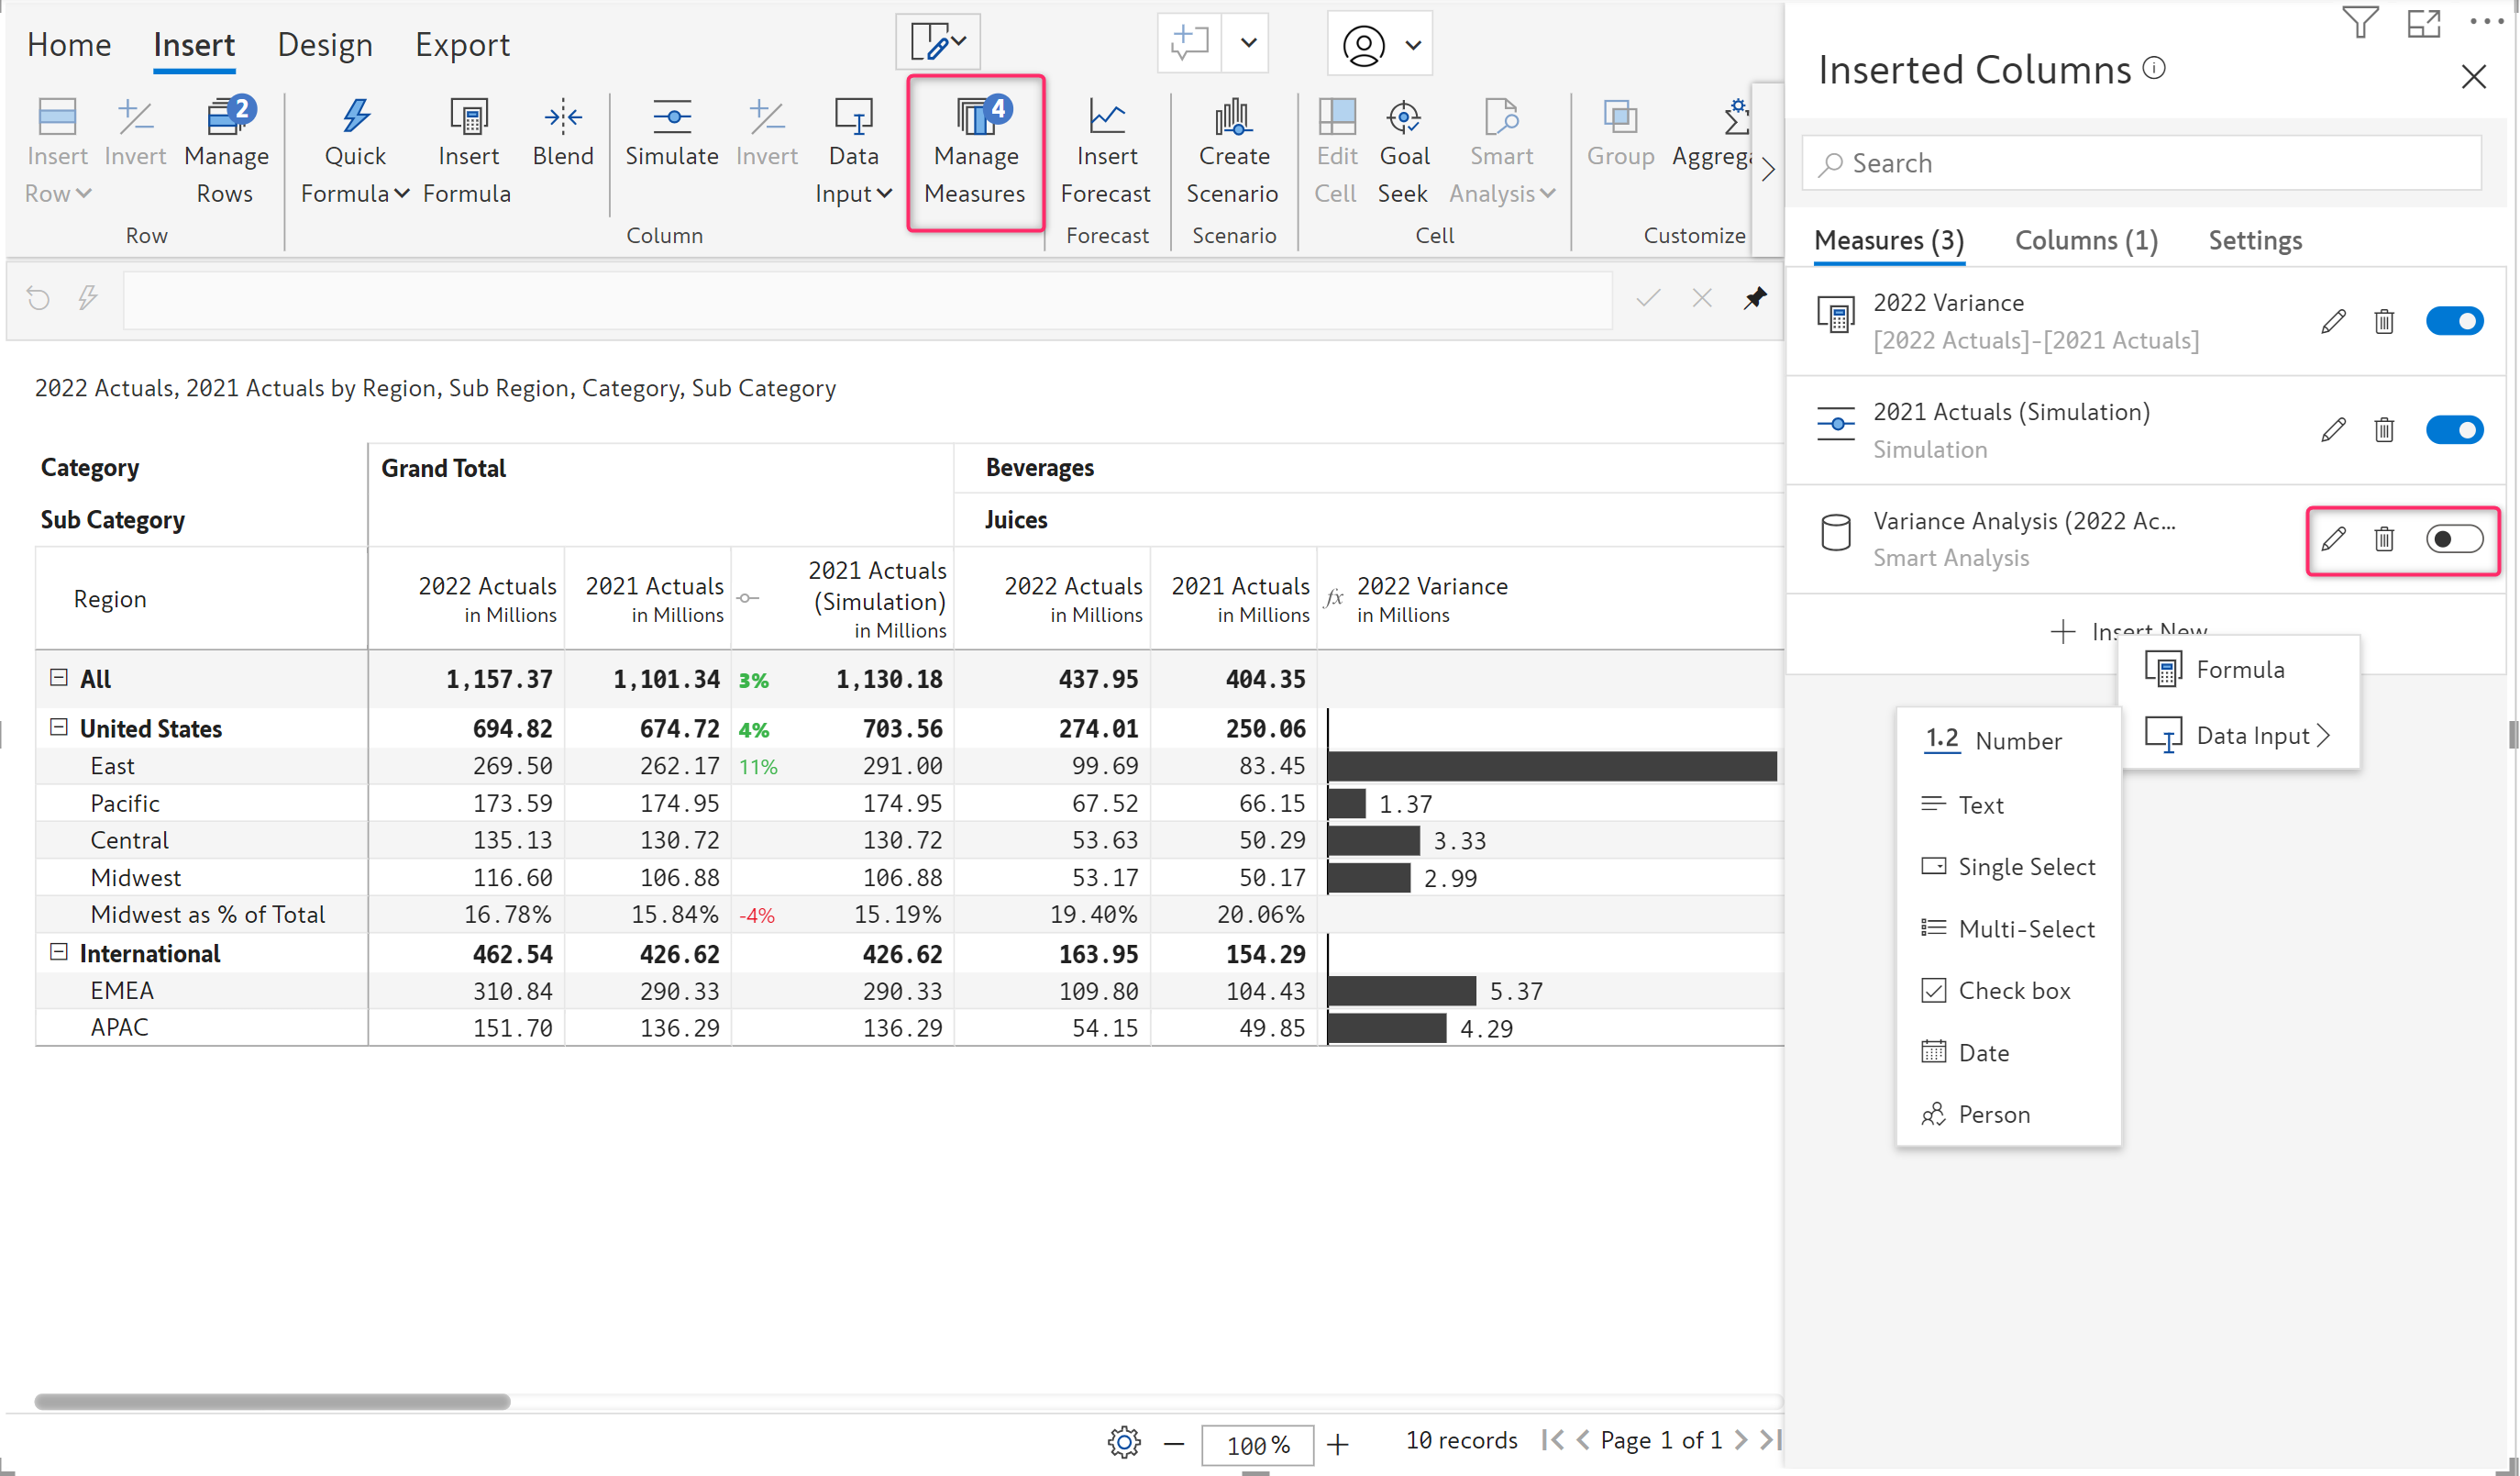 Home Insert Design Export
Insert Row
Invert
2
Manage Rows
Quick Formula
Insert Formula
Blend
Simulate
Invert
Data Input
4
Manage Measures
Insert Forecast
Create Scenario
Edit Cell
Goal Seek
Smart Analysis
Group
Row
Column
Forecast
Scenario
Cell
Customize
2022 Actuals, 2021 Actuals by Region, Sub Region, Category, Sub Category
Category Grand Total Beverages
Sub Category Juices
Region
2022 Actuals in Millions
2021 Actuals in Millions
2021 Actuals (Simulation) in Millions
2022 Actuals in Millions
2021 Actuals in Millions
fx 2022 Variance in Millions
All 1,157.37 1,101.34 3% 1,130.18 437.95 404.35
United States 694.82 674.72 4% 703.56 274.01 250.06
East 269.50 262.17 11% 291.00 99.69 83.45
Pacific 173.59 174.95 174.95 67.52 66.15 1.37
Central 135.13 130.72 130.72 53.63 50.29 3.33
Midwest 116.60 106.88 106.88 53.17 50.17 2.99
Midwest as % of Total 16.78% 15.84% -4% 15.19% 19.40% 20.06%
International 462.54 426.62 426.62 163.95 154.29
EMEA 310.84 290.33 290.33 109.80 104.43 5.37
APAC 151.70 136.29 136.29 54.15 49.85 4.29
100 %
10 records
Page 1 of 1
Inserted Columns
Search
Measures (3) Columns (1) Settings
2022 Variance
[2022 Actuals]-[2021 Actuals]
2021 Actuals (Simulation)
Simulation
Variance Analysis (2022 Ac...
Smart Analysis
Insert New
Formula
Data Input
1.2 Number
Text
Single Select
Multi-Select
Check box
Date
Person